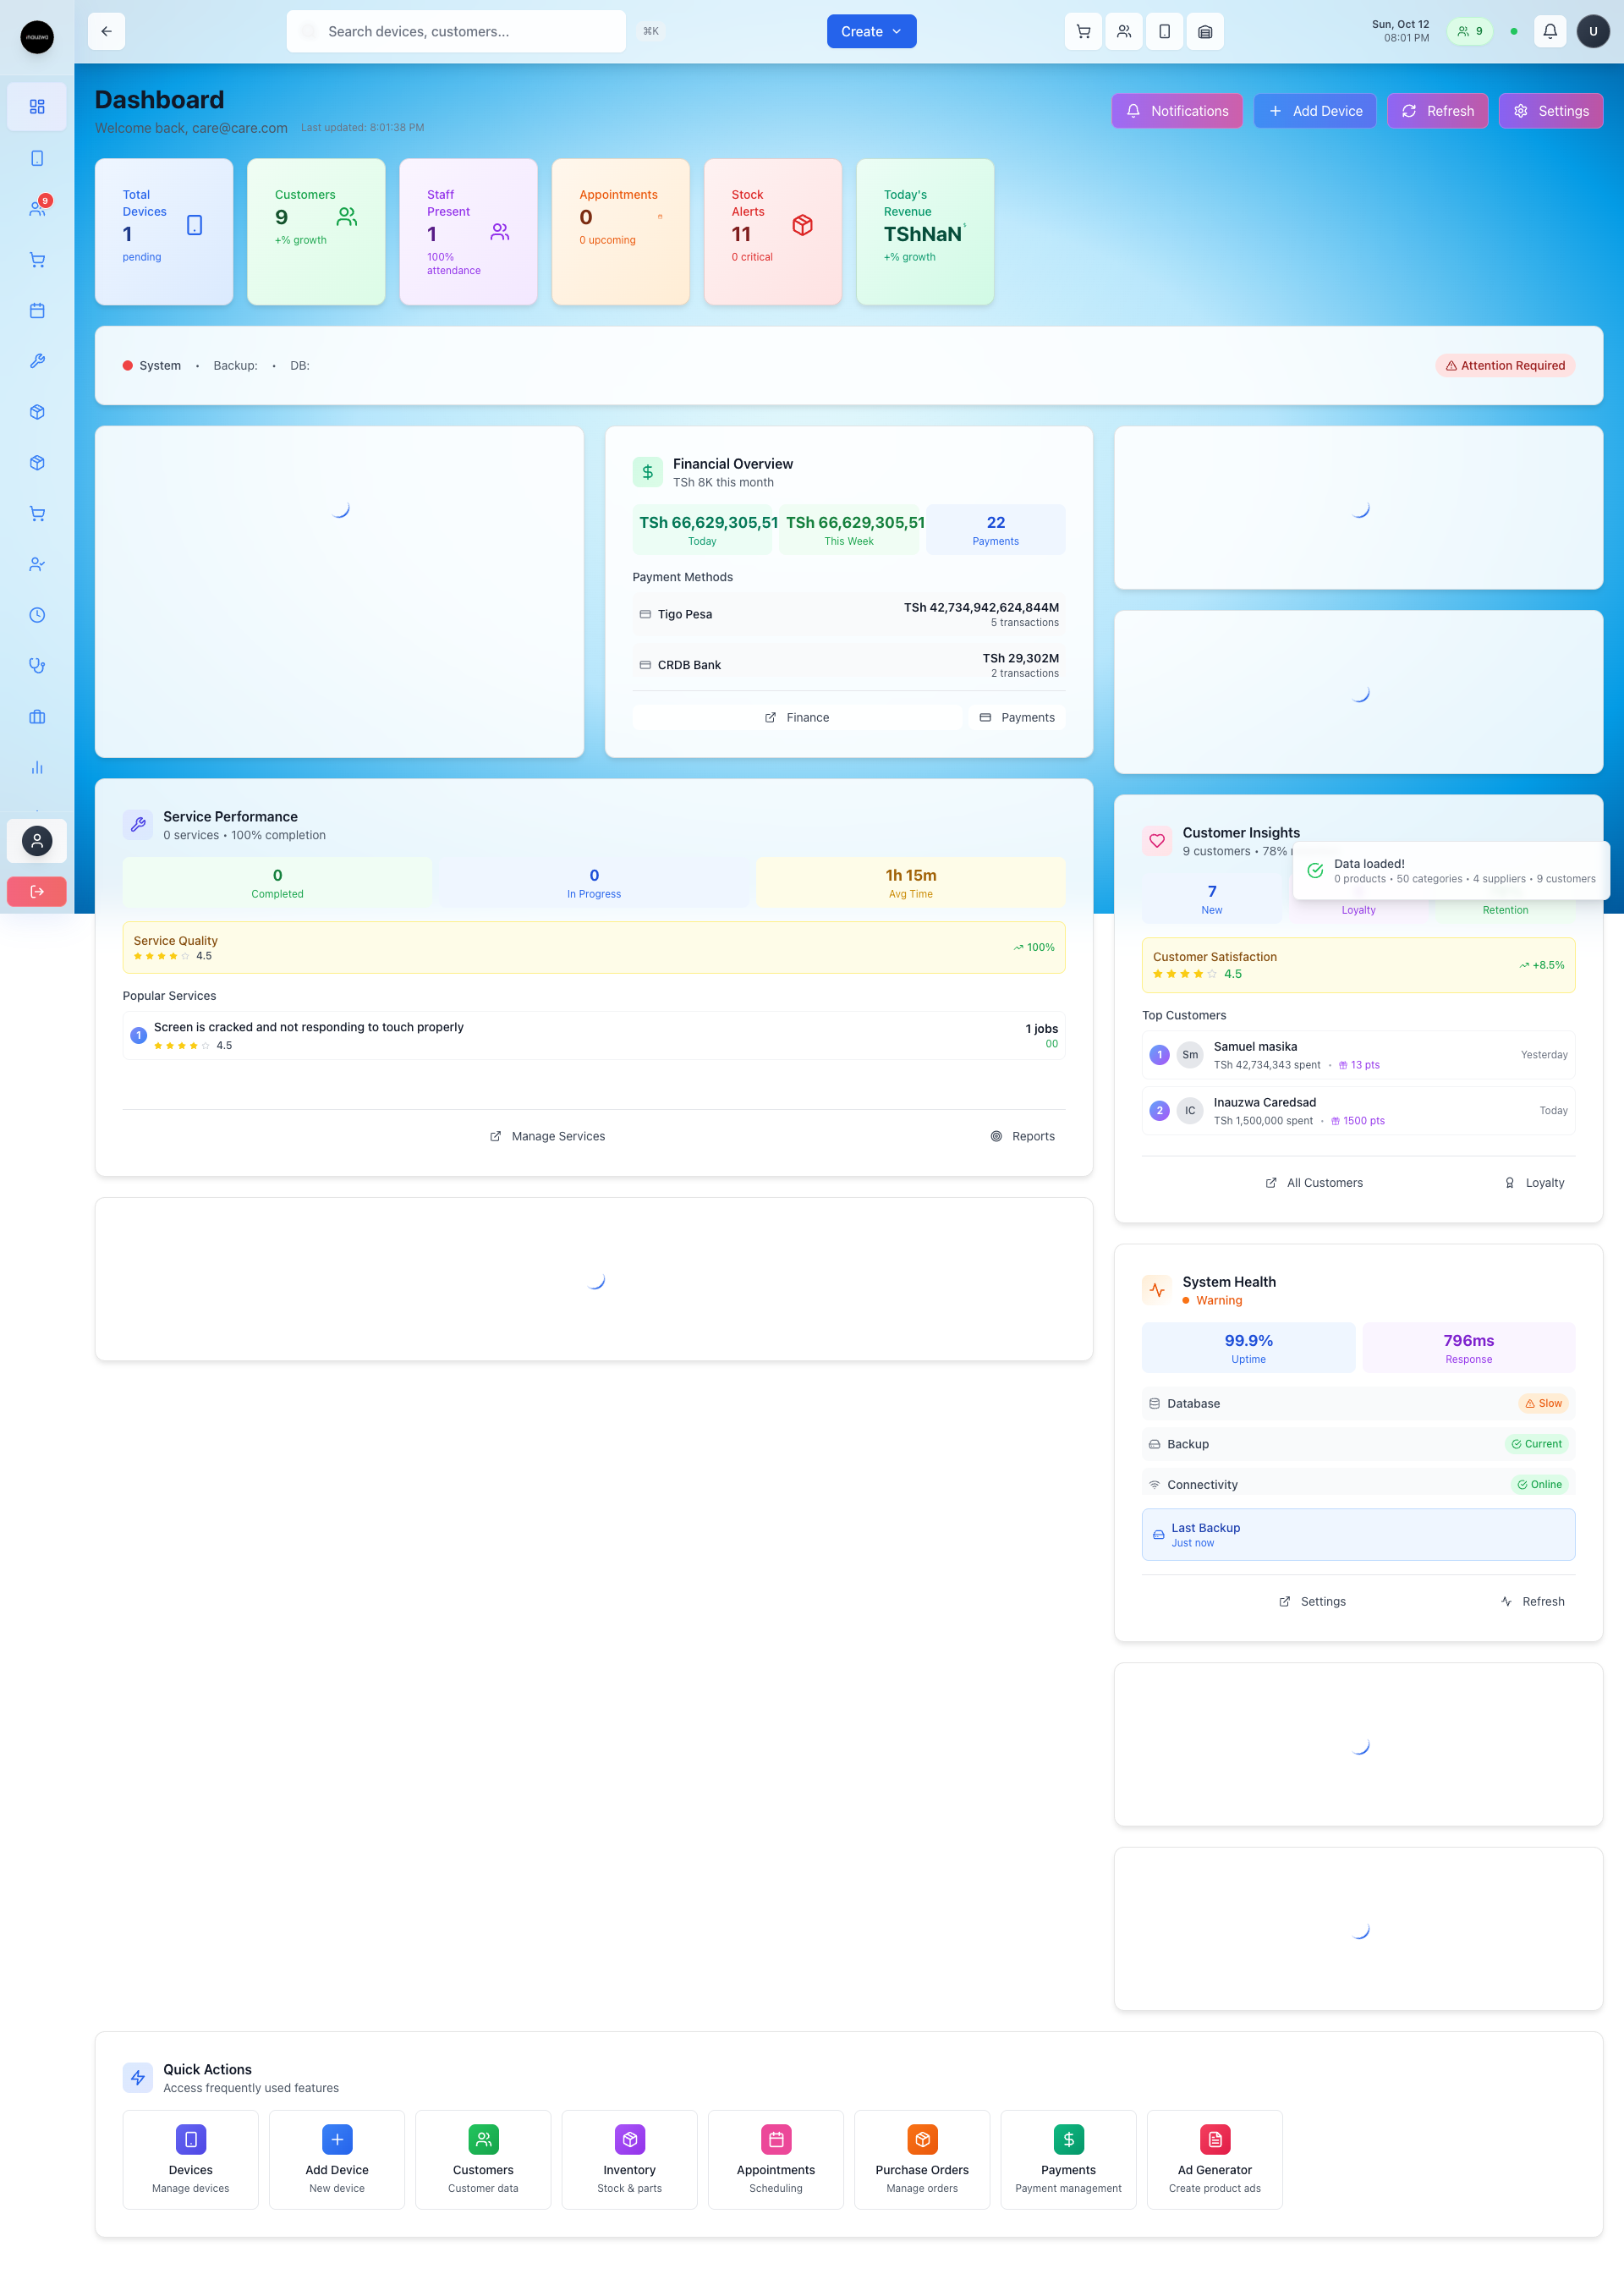 inauzwa
Search devices, customers...
⌘K
Create
Sun, Oct 12
08:01 PM
9
U
9
Dashboard
Welcome back, care@care.com
Last updated: 8:01:38 PM
Notifications
Add Device
Refresh
Settings
Total
Devices
1
pending
Customers
9
+% growth
Staff
Present
1
100%
attendance
Appointments
0
0 upcoming
Stock
Alerts
11
0 critical
Today's
Revenue
TShNaN
+% growth
System • Backup: • DB:
Attention Required
Financial Overview
TSh 8K this month
TSh 66,629,305,51
Today
TSh 66,629,305,51
This Week
22
Payments
Payment Methods
Tigo Pesa
TSh 42,734,942,624,844M
5 transactions
CRDB Bank
TSh 29,302M
2 transactions
Finance
Payments
Service Performance
0 services • 100% completion
0
Completed
0
In Progress
1h 15m
Avg Time
Service Quality
4.5
100%
Popular Services
1
Screen is cracked and not responding to touch properly
4.5
1 jobs
00
Manage Services
Reports
Customer Insights
9 customers • 78%
Data loaded!
0 products • 50 categories • 4 suppliers • 9 customers
7
New
Loyalty
Retention
Customer Satisfaction
4.5
+8.5%
Top Customers
1
Sm
Samuel masika
TSh 42,734,343 spent • 13 pts
Yesterday
2
IC
Inauzwa Caredsad
TSh 1,500,000 spent • 1500 pts
Today
All Customers
Loyalty
System Health
Warning
99.9%
Uptime
796ms
Response
Database
Slow
Backup
Current
Connectivity
Online
Last Backup
Just now
Settings
Refresh
Quick Actions
Access frequently used features
Devices
Manage devices
Add Device
New device
Customers
Customer data
Inventory
Stock & parts
Appointments
Scheduling
Purchase Orders
Manage orders
Payments
Payment management
Ad Generator
Create product ads